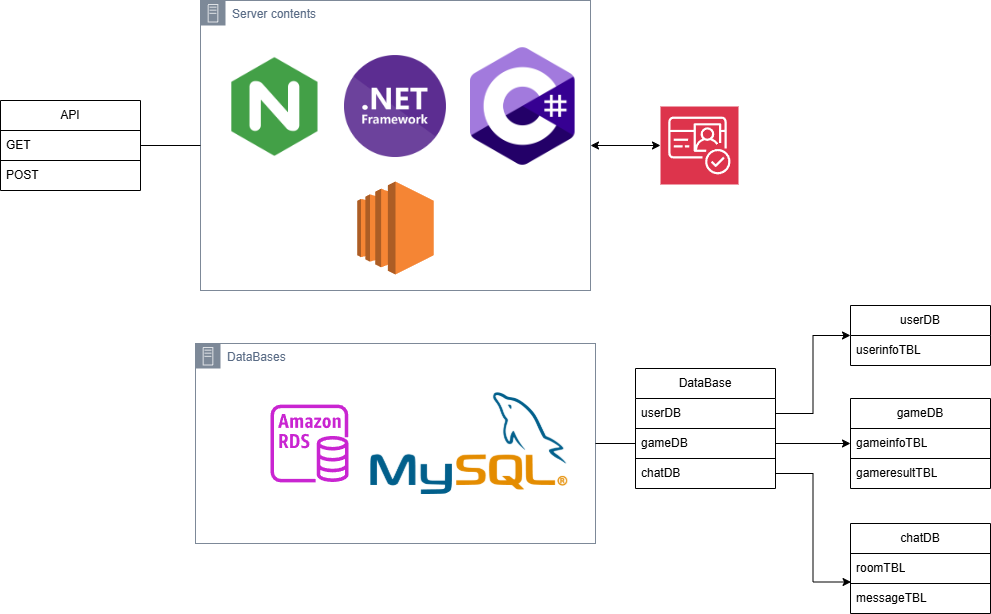 Server contents
N
.NET
Framework
C#
API
GET
POST
DataBases
Amazon
RDS
MySQL®
DataBase
userDB
gameDB
chatDB
userDB
userinfoTBL
gameDB
gameinfoTBL
gameresultTBL
chatDB
roomTBL
messageTBL